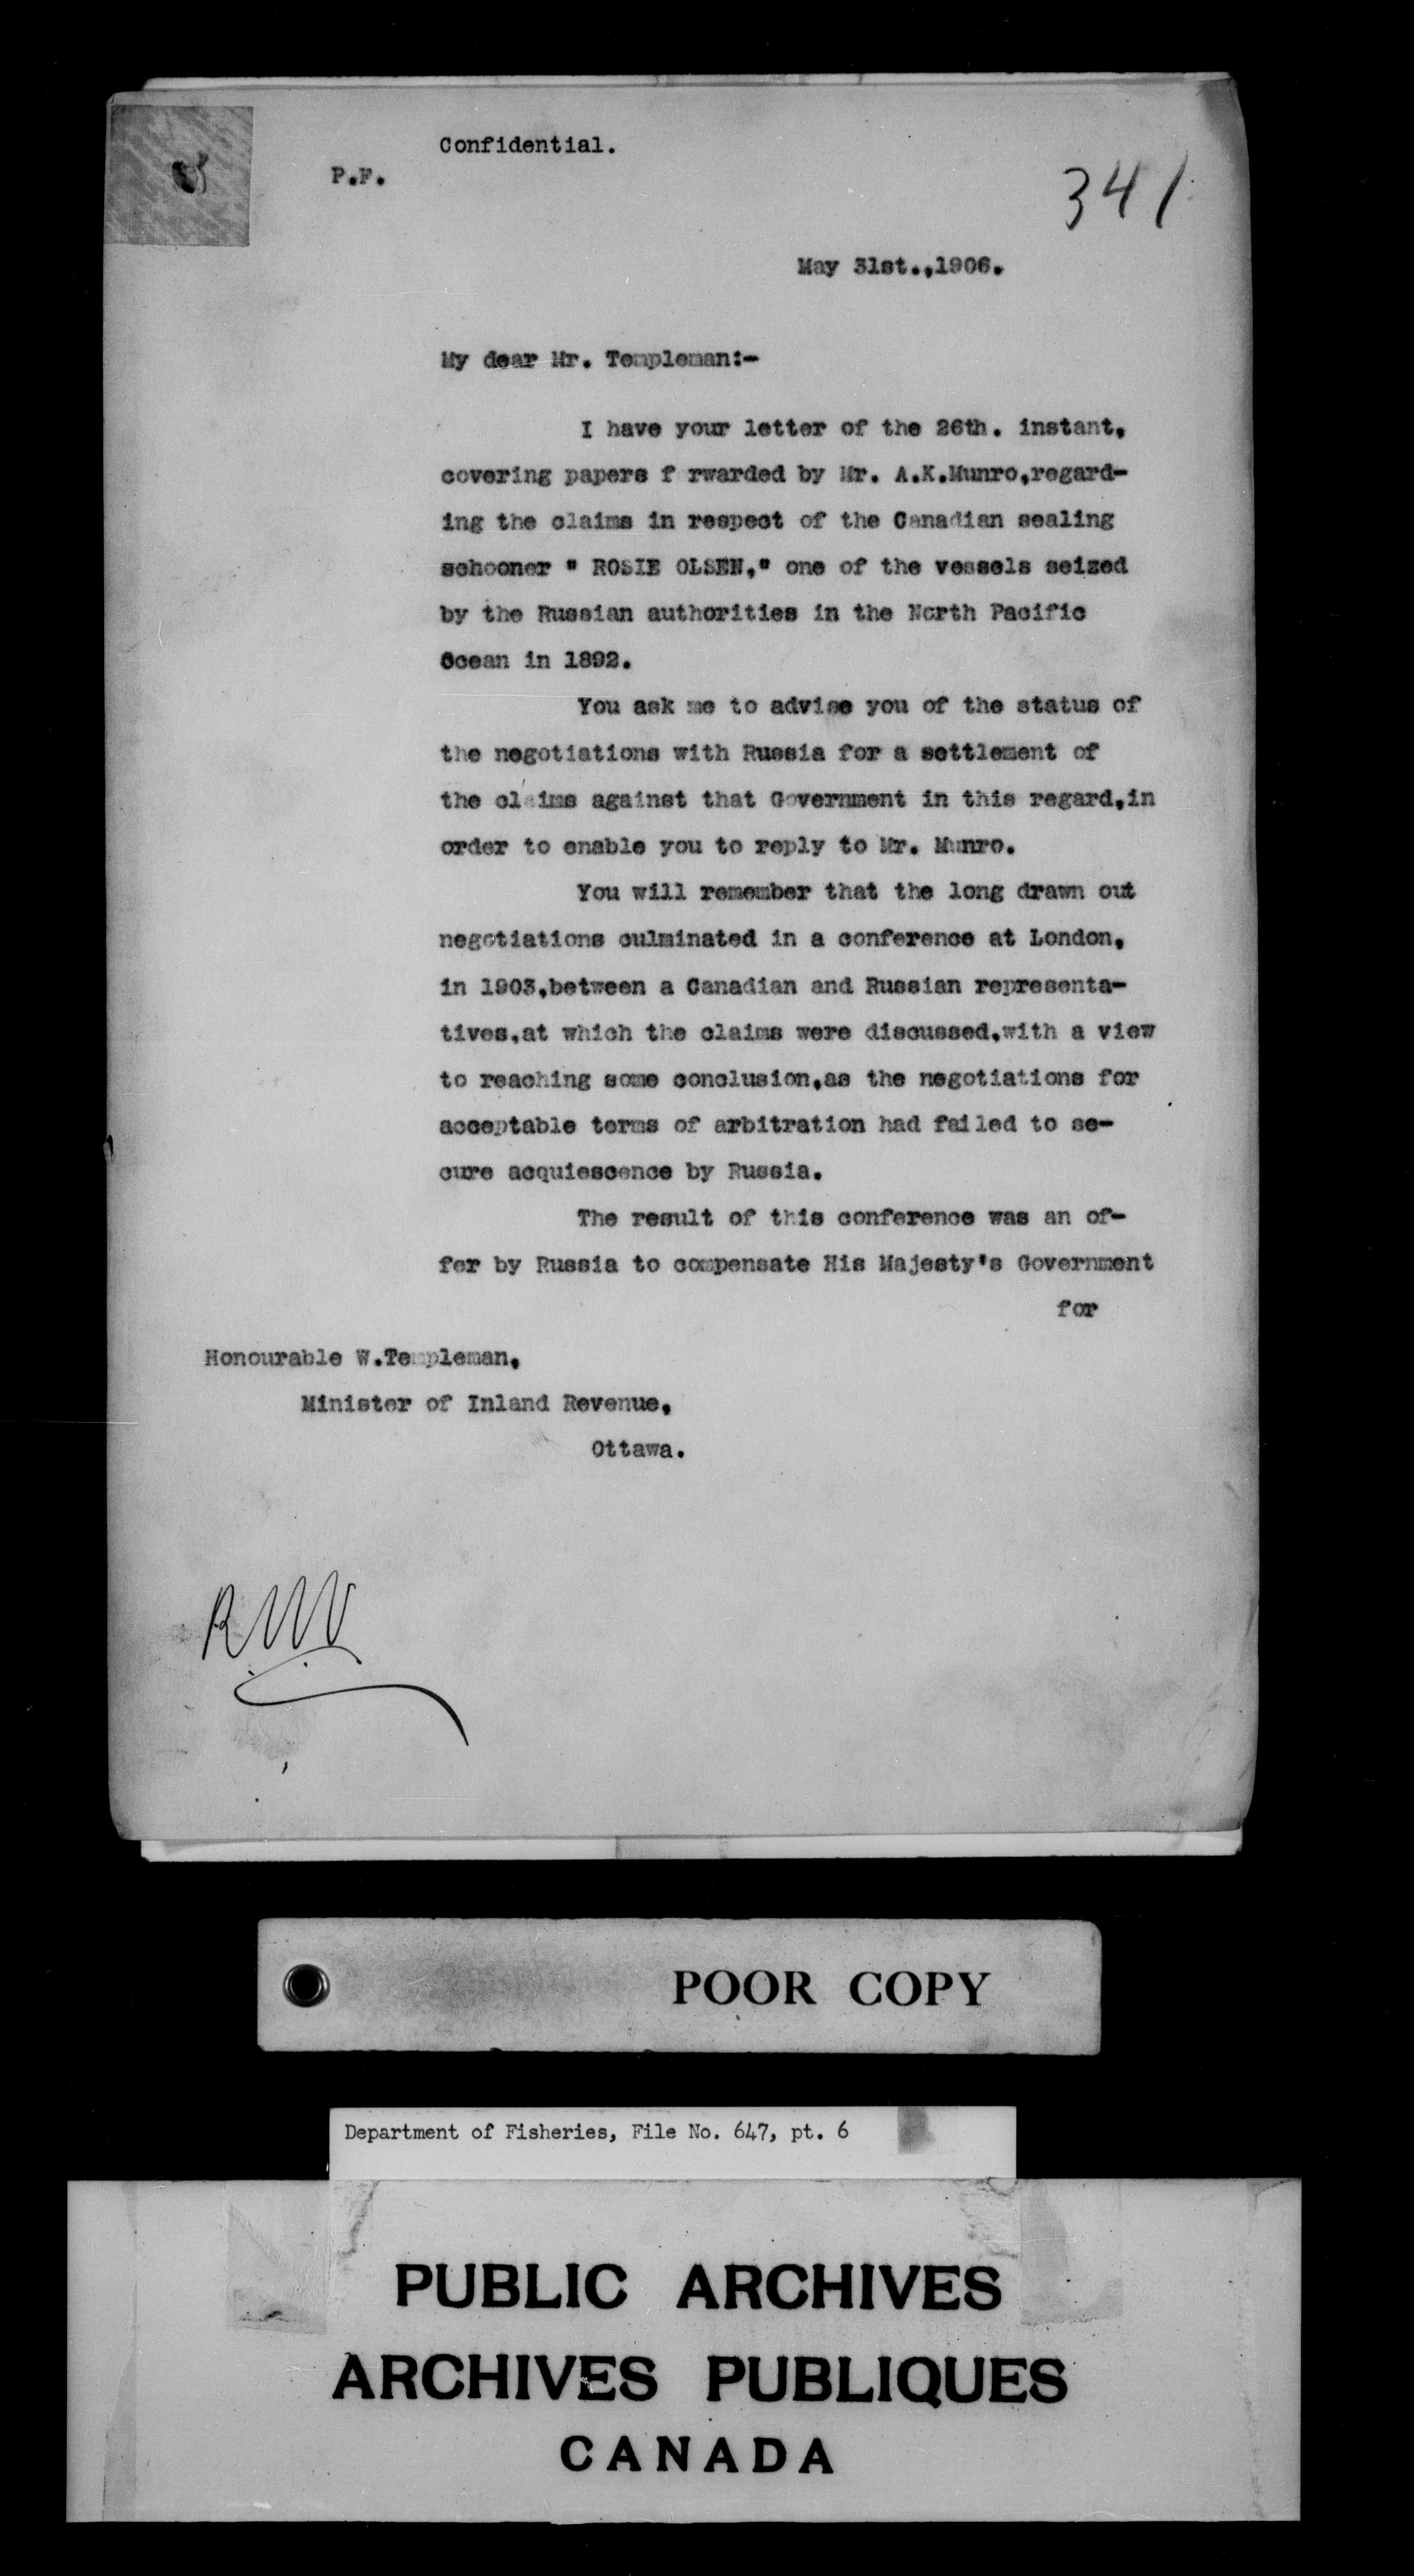 Confidential.
P.F.
341
May 31st.,1906.
My dear Mr. Templeman:-
I have your letter of the 26th. instant,
covering papers f rwarded by Mr. A.K.Munro,regard-
ing the claims in respect of the Canadian sealing
schooner " ROSIE OLSEN," one of the vessels seized
by the Russian authorities in the North Pacific
Ocean in 1892.
You ask me to advise you of the status of
the negotiations with Russia for a settlement of
the claims against that Government in this regard,in
order to enable you to reply to Mr. Munro.
You will remember that the long drawn out
negotiations culminated in a conference at London,
in 1903,between a Canadian and Russian representa-
tives,at which the claims were discussed,with a view
to reaching some conclusion,as the negotiations for
acceptable terms of arbitration had failed to se-
cure acquiescence by Russia.
The result of this conference was an of-
fer by Russia to compensate His Majesty's Government
for
Honourable W.Templeman,
Minister of Inland Revenue,
Ottawa.
POOR COPY
Department of Fisheries, File No. 647, pt. 6
PUBLIC ARCHIVES
ARCHIVES PUBLIQUES
CANADA